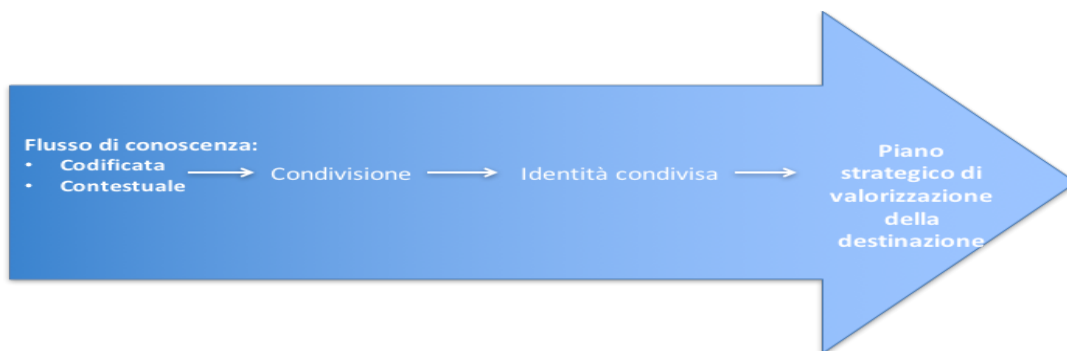 Flusso di conoscenza:
• Codificata
• Contestuale
Condivisione
Identità condivisa
Piano
strategico di
valorizzazione
della
destinazione